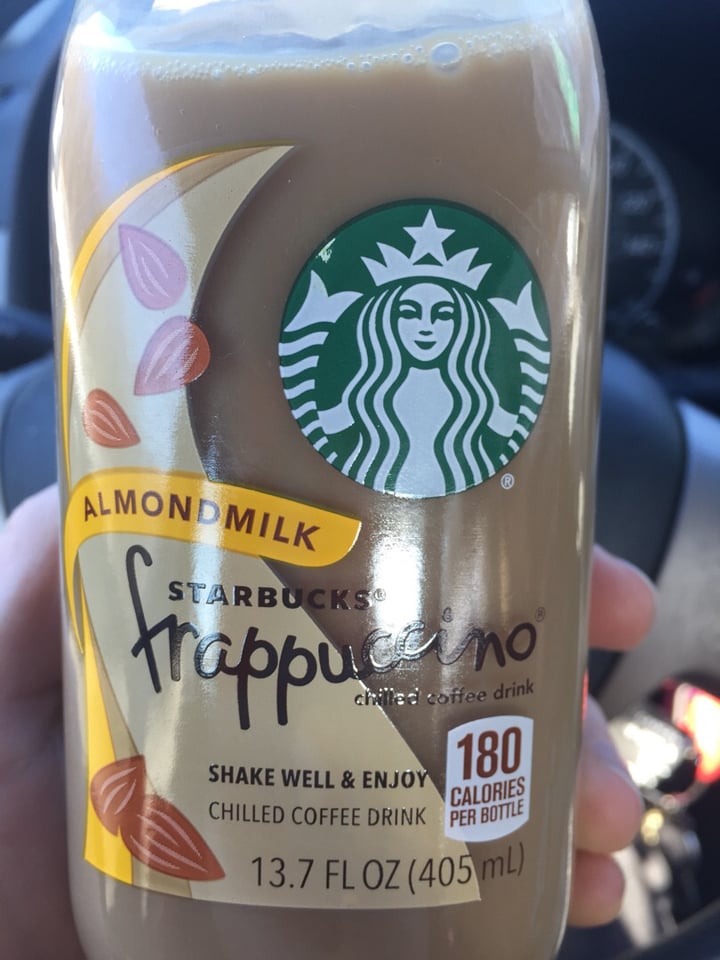 ALMONDMILK
STARBUCKS®
frappuccino®
chilled coffee drink
180
CALORIES
PER BOTTLE
SHAKE WELL & ENJOY
CHILLED COFFEE DRINK
13.7 FL OZ (405 mL)
®